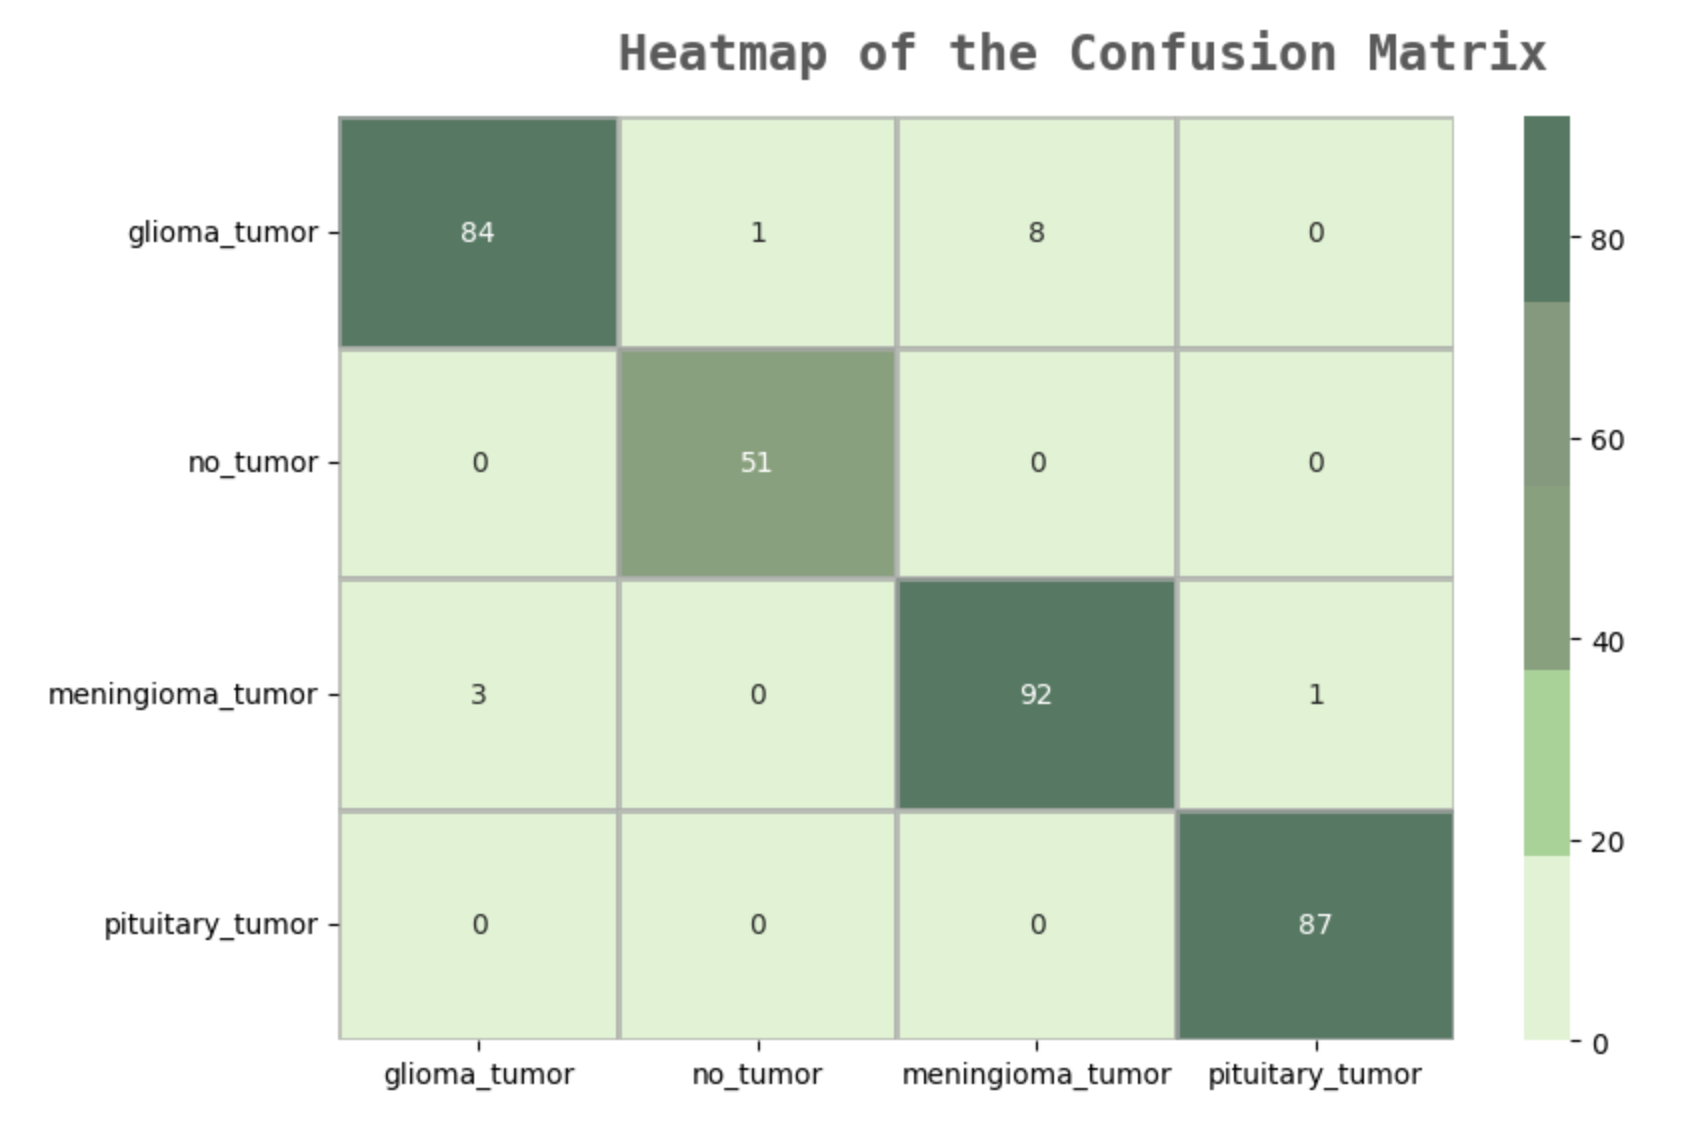 Heatmap of the Confusion Matrix
glioma_tumor 84 1 8 0
80
no_tumor 0 51 0 0
60
40
meningioma_tumor 3 0 92 1
20
pituitary_tumor 0 0 0 87
0
glioma_tumor no_tumor meningioma_tumor pituitary_tumor